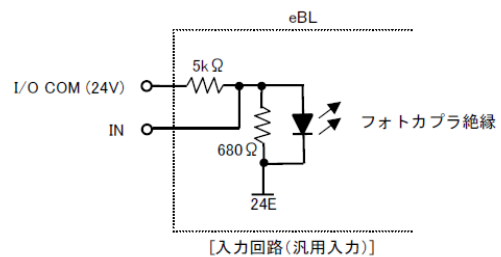 eBL
5kΩ
I/O COM (24V)
IN
フォトカプラ絶縁
680Ω
24E
[入力回路(汎用入力)]